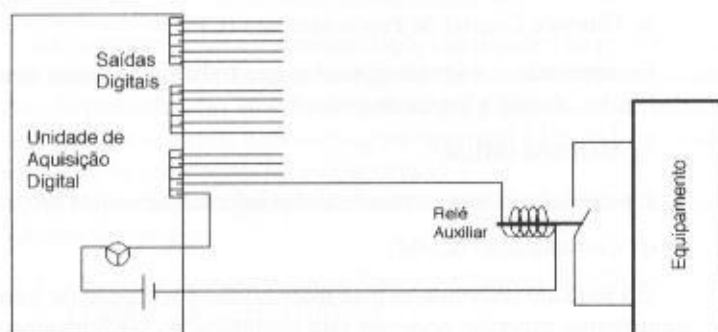 Saídas
Digitais
Unidade de
Aquisição
Digital
Relé
Auxiliar
Equipamento